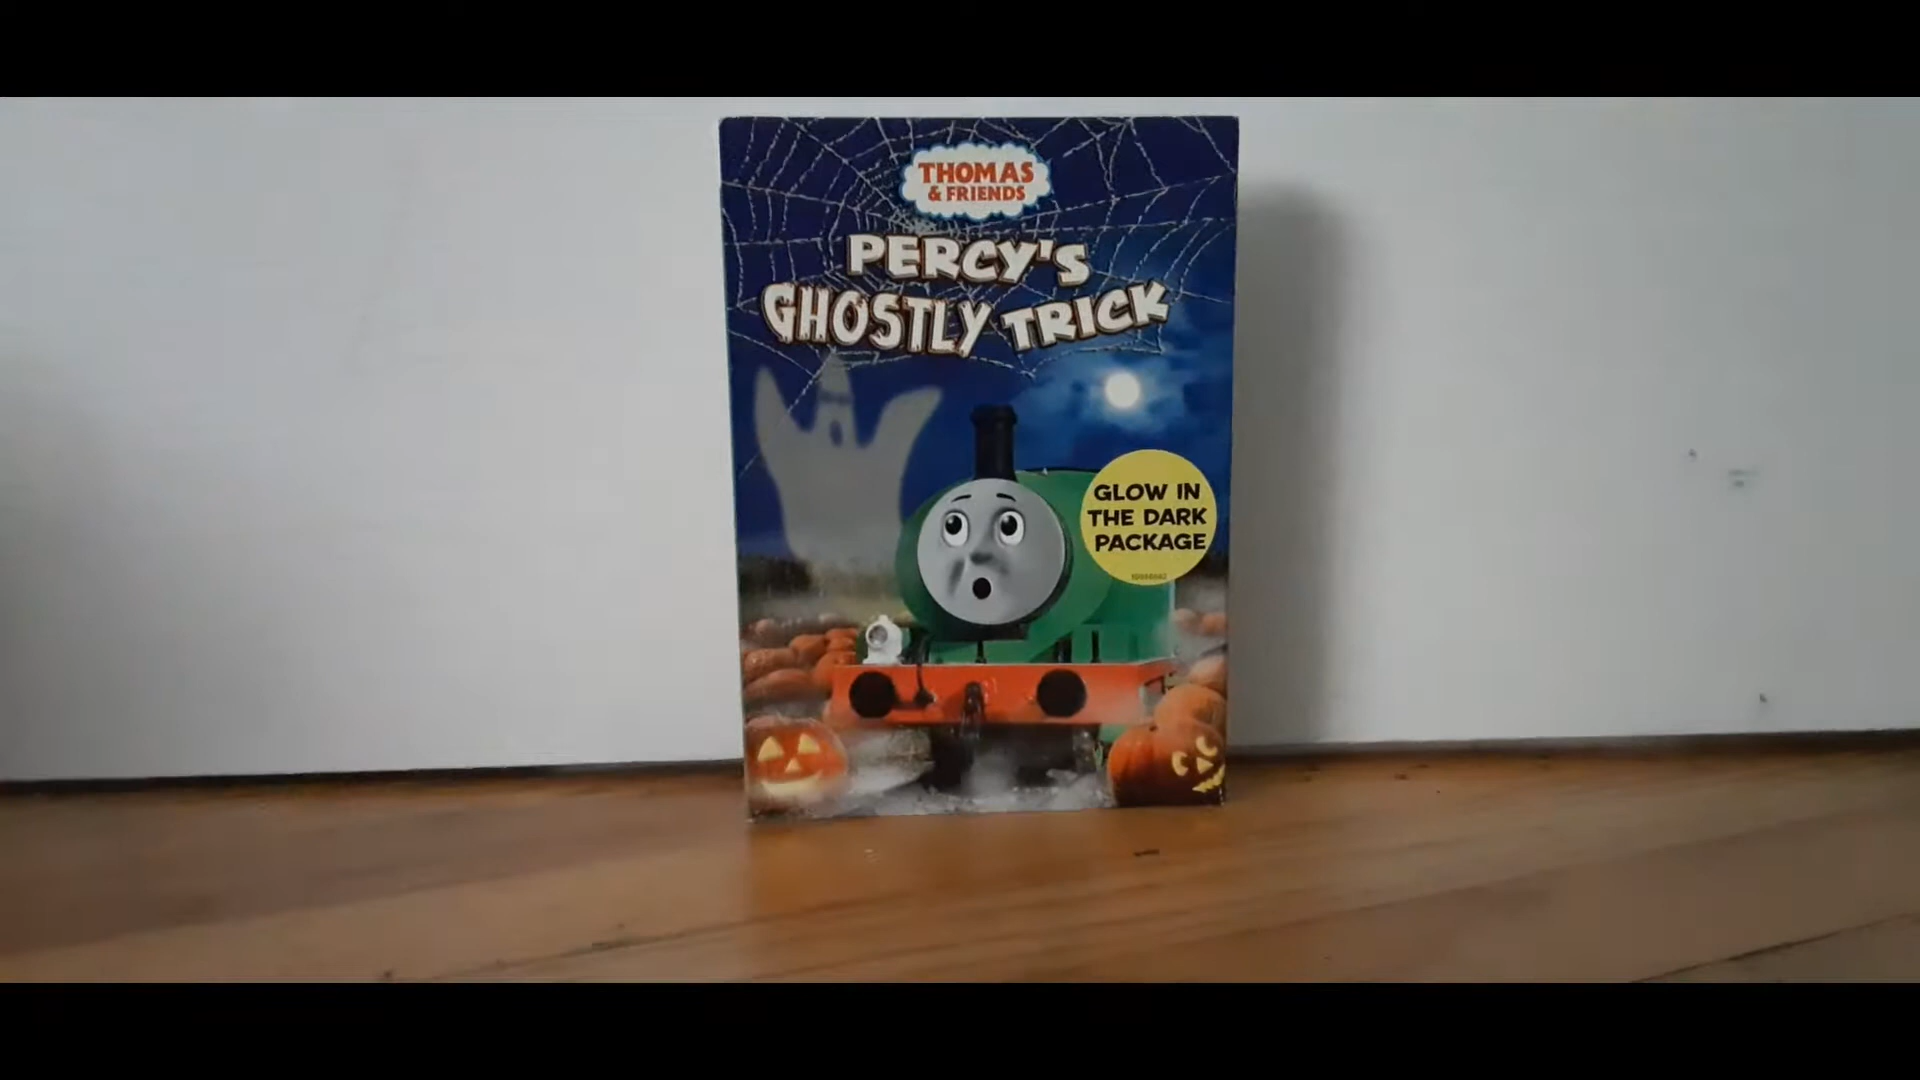 THOMAS
& FRIENDS
PERCY'S
GHOSTLY TRICK
GLOW IN
THE DARK
PACKAGE